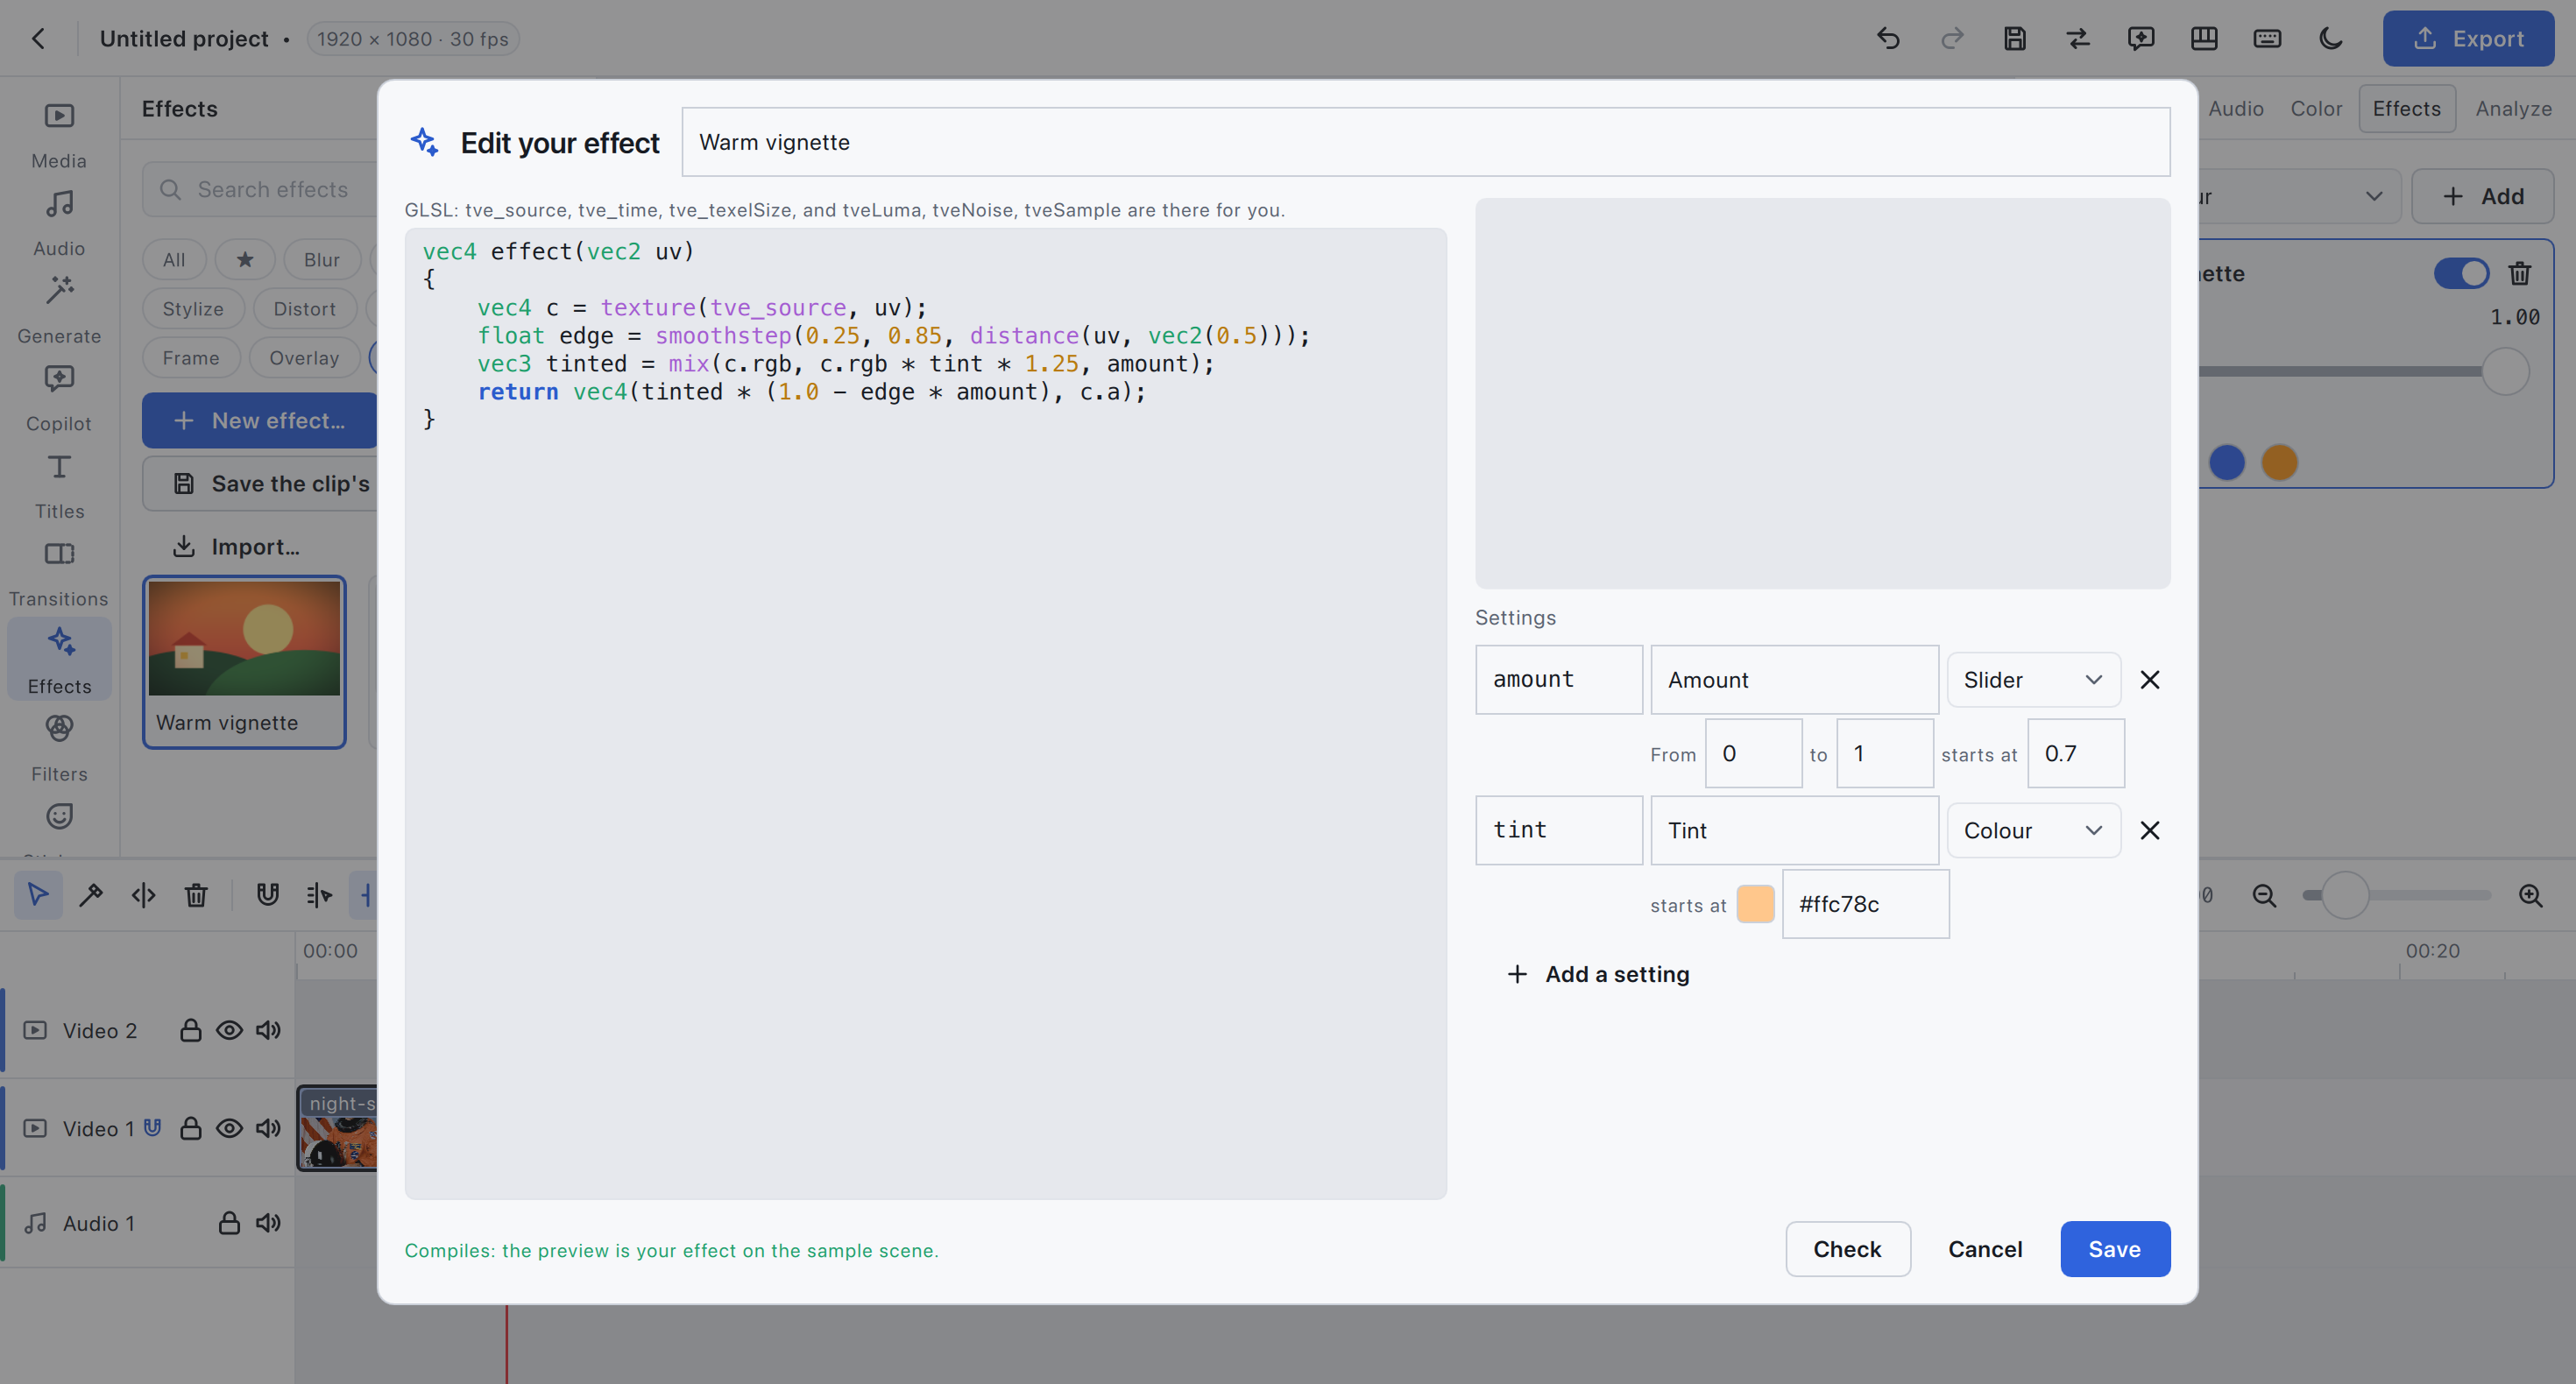 Untitled project • 1920 × 1080 · 30 fps
Export
Effects
Audio Color Effects Analyze
Media
Audio
Generate
Copilot
Titles
Transitions
Effects
Filters
Search effects
All ★ Blur
Stylize Distort
Frame Overlay
New effect…
Save the clip's
Import…
Warm vignette
Edit your effect
Warm vignette
GLSL: tve_source, tve_time, tve_texelSize, and tveLuma, tveNoise, tveSample are there for you.
vec4 effect(vec2 uv)
{
vec4 c = texture(tve_source, uv);
float edge = smoothstep(0.25, 0.85, distance(uv, vec2(0.5)));
vec3 tinted = mix(c.rgb, c.rgb * tint * 1.25, amount);
return vec4(tinted * (1.0 - edge * amount), c.a);
}
Settings
amount Amount Slider
From 0 to 1 starts at 0.7
tint Tint Colour
starts at #ffc78c
Add a setting
Compiles: the preview is your effect on the sample scene.
Check Cancel Save
Add
1.00
00:00
00:20
Video 2
Video 1
night-s
Audio 1